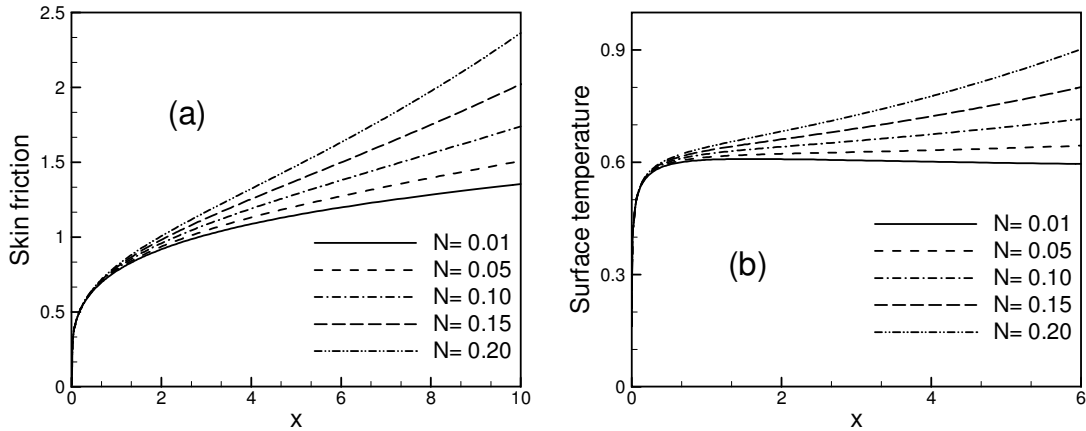 2.5
2
1.5
1
0.5
0
Skin friction
(a)
N= 0.01
N= 0.05
N= 0.10
N= 0.15
N= 0.20
0
2
4
6
8
10
x
0.9
0.6
0.3
0
Surface temperature
(b)
N= 0.01
N= 0.05
N= 0.10
N= 0.15
N= 0.20
0
2
4
6
x